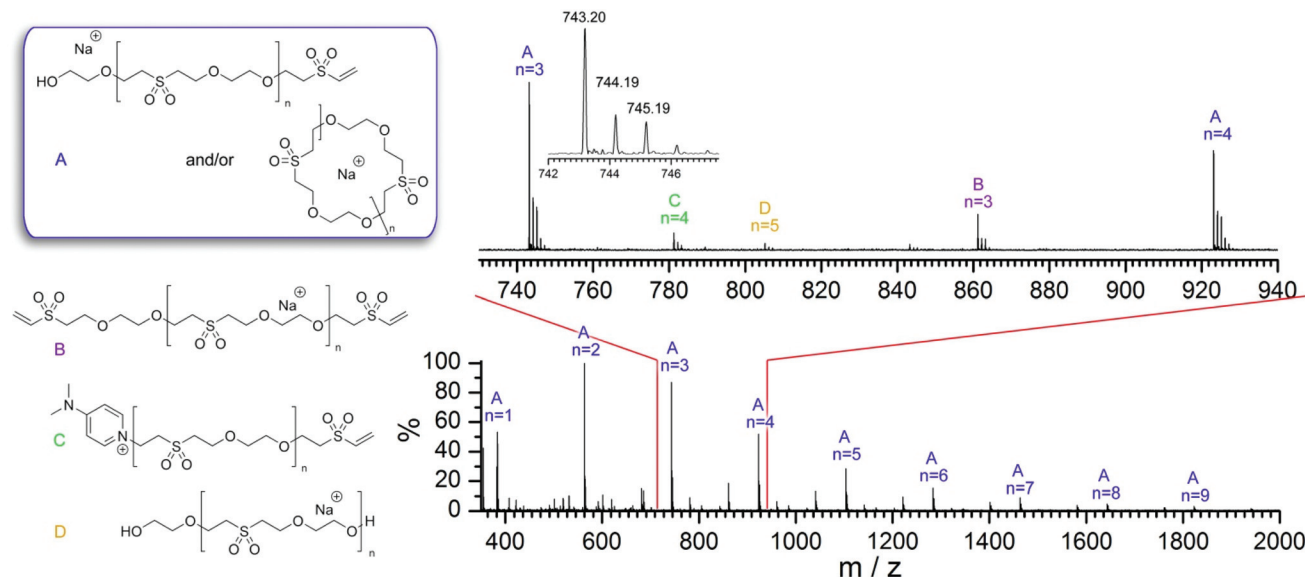 Na⊕
HO
O
S
O O
O
O
n
S
O O
A
and/or
O
O
O=S
O
Na⊕
S=O
O
O
O
n
B
S
O O
O
O
S
O O
Na⊕
O
O
n
S
O O
C
N
N
⊕
S
O O
O
O
n
S
O O
D
HO
O
S
O O
Na⊕
O
O
H
n
743.20
744.19
745.19
742 744 746
A
n=3
C
n=4
D
n=5
B
n=3
A
n=4
740 760 780 800 820 840 860 880 900 920 940
A
n=1
A
n=2
A
n=3
A
n=4
A
n=5
A
n=6
A
n=7
A
n=8
A
n=9
%
100
80
60
40
20
0
400 600 800 1000 1200 1400 1600 1800 2000
m / z